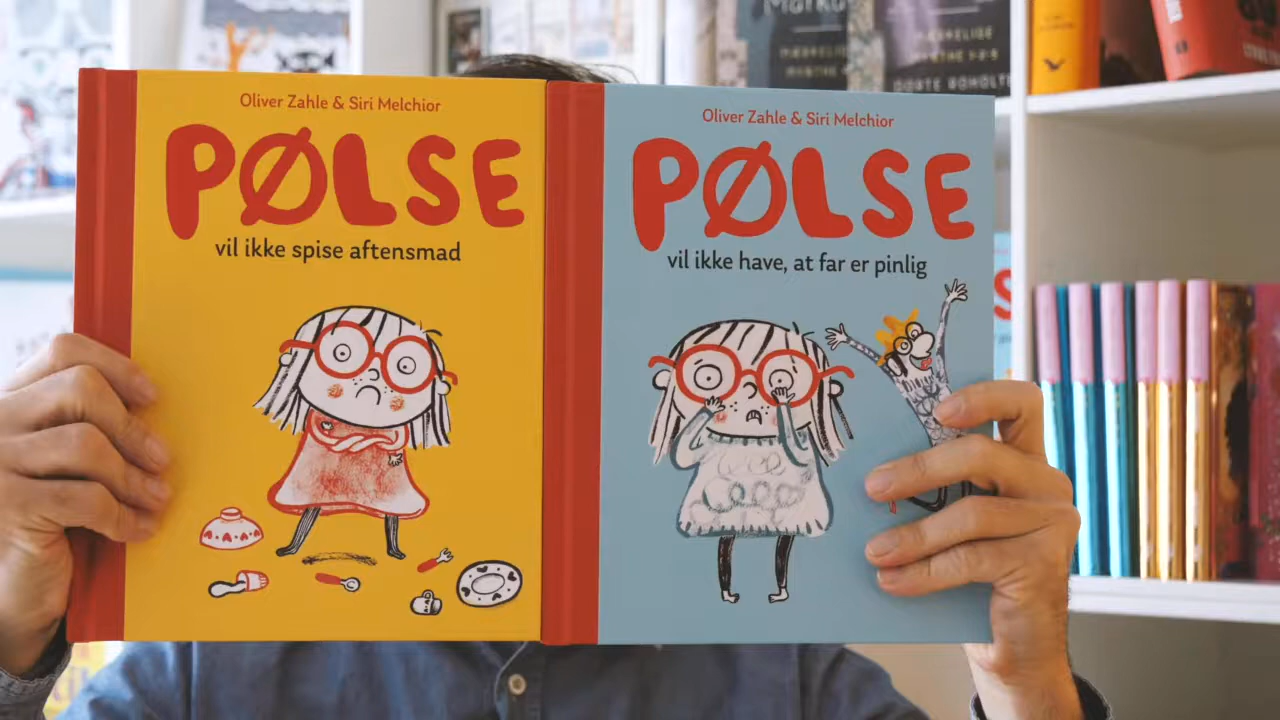 Oliver Zahle & Siri Melchior
PØLSE
vil ikke spise aftensmad
Oliver Zahle & Siri Melchior
PØLSE
vil ikke have, at far er pinlig